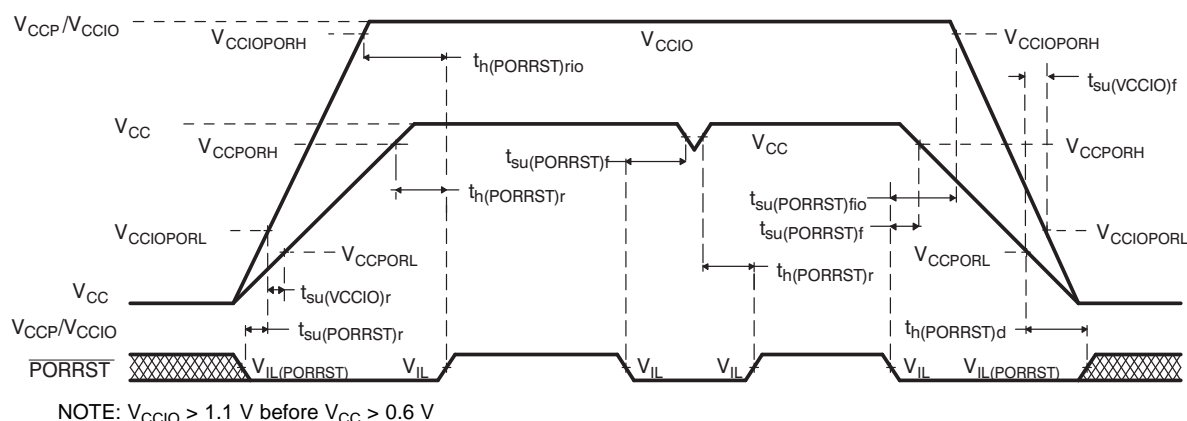 VCCP/VCCIO
VCCIOPORH
VCCIO
VCCIOPORH
th(PORRST)rio
tsu(VCCIO)f
VCC
VCC
VCCPORH
VCCPORH
tsu(PORRST)f
th(PORRST)r
tsu(PORRST)fio
tsu(PORRST)f
VCCIOPORL
VCCIOPORL
VCCPORL
VCCPORL
th(PORRST)r
VCC
tsu(VCCIO)r
VCCP/VCCIO
tsu(PORRST)r
th(PORRST)d
PORRST
VIL(PORRST)
VIL
VIL
VIL
VIL
VIL(PORRST)
NOTE: VCCIO > 1.1 V before VCC > 0.6 V